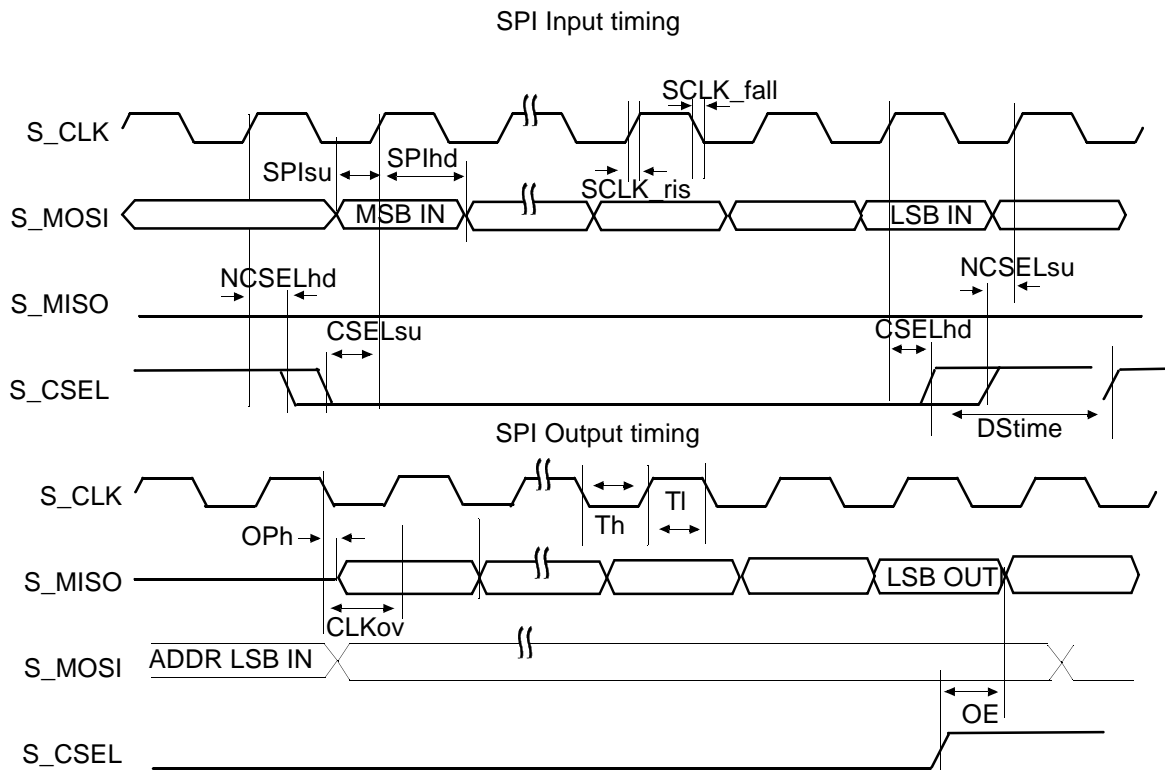 SPI Input timing
SCLK_fall
S_CLK
SPIsu
SPIhd
SCLK_ris
S_MOSI
MSB IN
LSB IN
NCSELhd
NCSELsu
S_MISO
CSELsu
CSELhd
S_CSEL
DStime
SPI Output timing
S_CLK
Th
Tl
OPh
S_MISO
LSB OUT
CLKov
S_MOSI
ADDR LSB IN
OE
S_CSEL